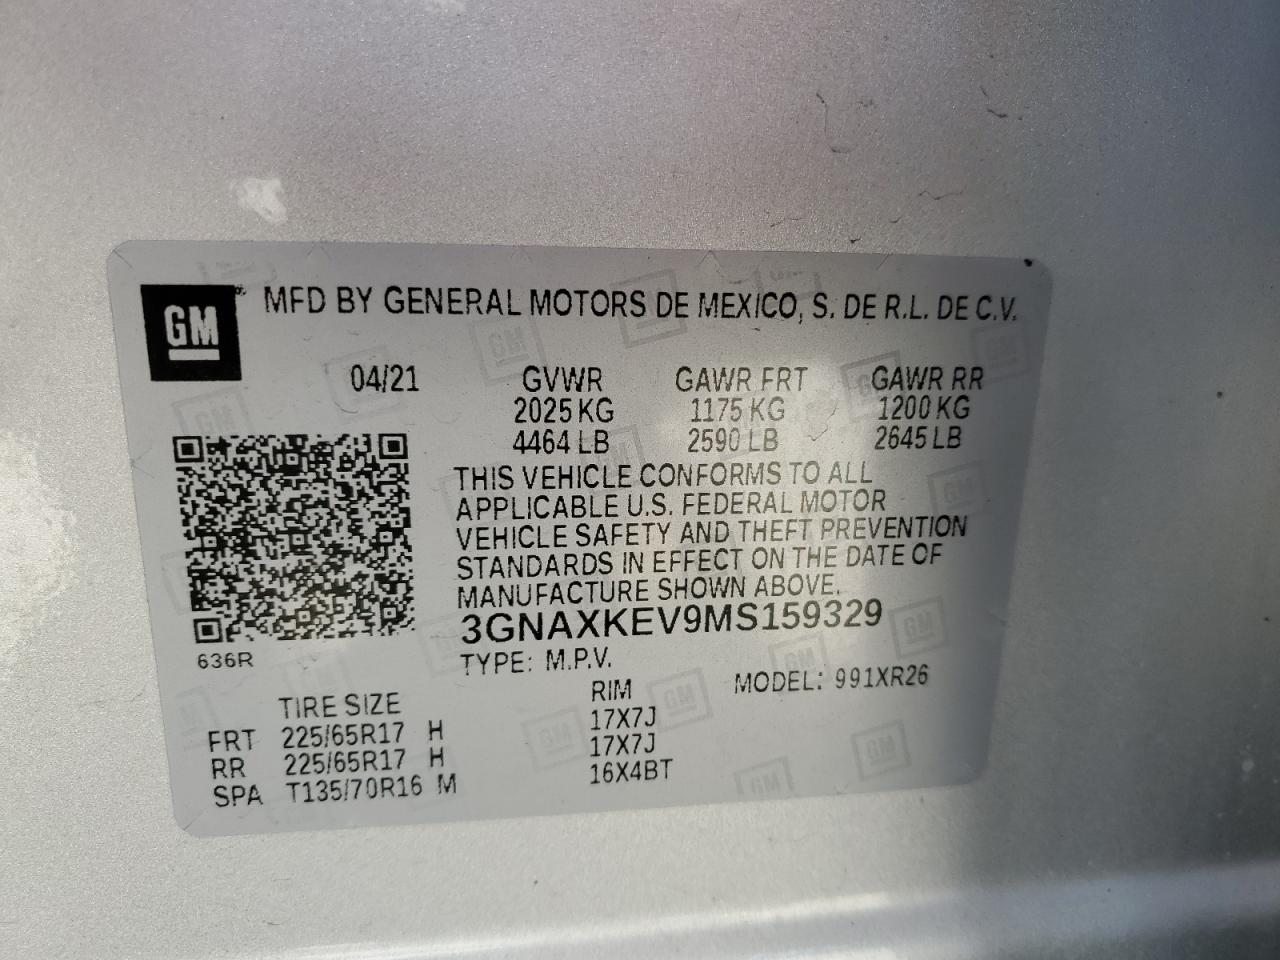 GM MFD BY GENERAL MOTORS DE MEXICO, S. DE R.L. DE C.V.
04/21 GVWR GAWR FRT GAWR RR
2025 KG 1175 KG 1200 KG
4464 LB 2590 LB 2645 LB
THIS VEHICLE CONFORMS TO ALL
APPLICABLE U.S. FEDERAL MOTOR
VEHICLE SAFETY AND THEFT PREVENTION
STANDARDS IN EFFECT ON THE DATE OF
MANUFACTURE SHOWN ABOVE.
3GNAXKEV9MS159329
636R
TYPE: M.P.V. MODEL: 991XR26
TIRE SIZE RIM
FRT 225/65R17 H 17X7J
RR 225/65R17 H 17X7J
SPA T135/70R16 M 16X4BT